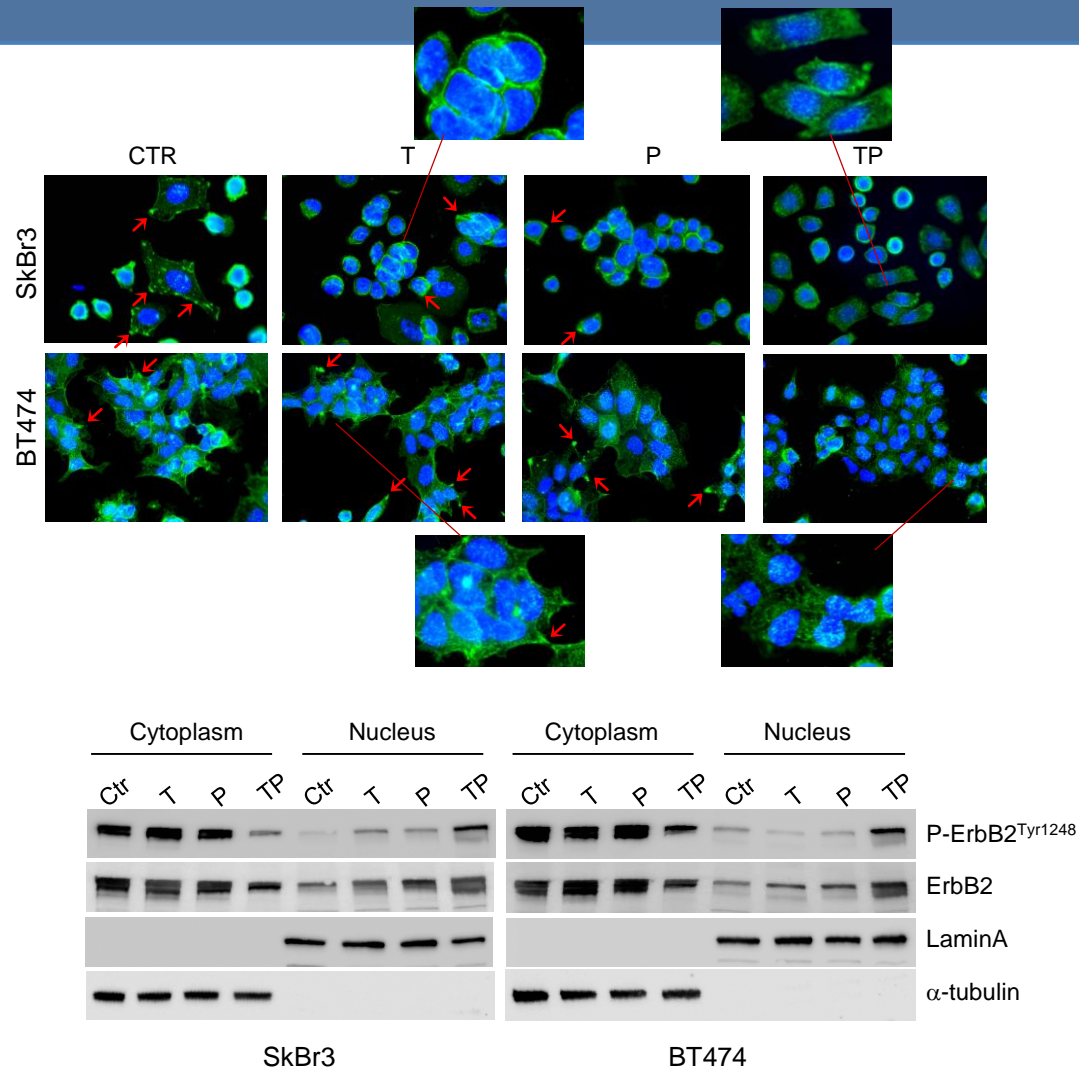 CTR T P TP
SkBr3
BT474
Cytoplasm Nucleus Cytoplasm Nucleus
Ctr T P TP Ctr T P TP Ctr T P TP Ctr T P TP
P-ErbB2Tyr1248
ErbB2
LaminA
α-tubulin
SkBr3 BT474